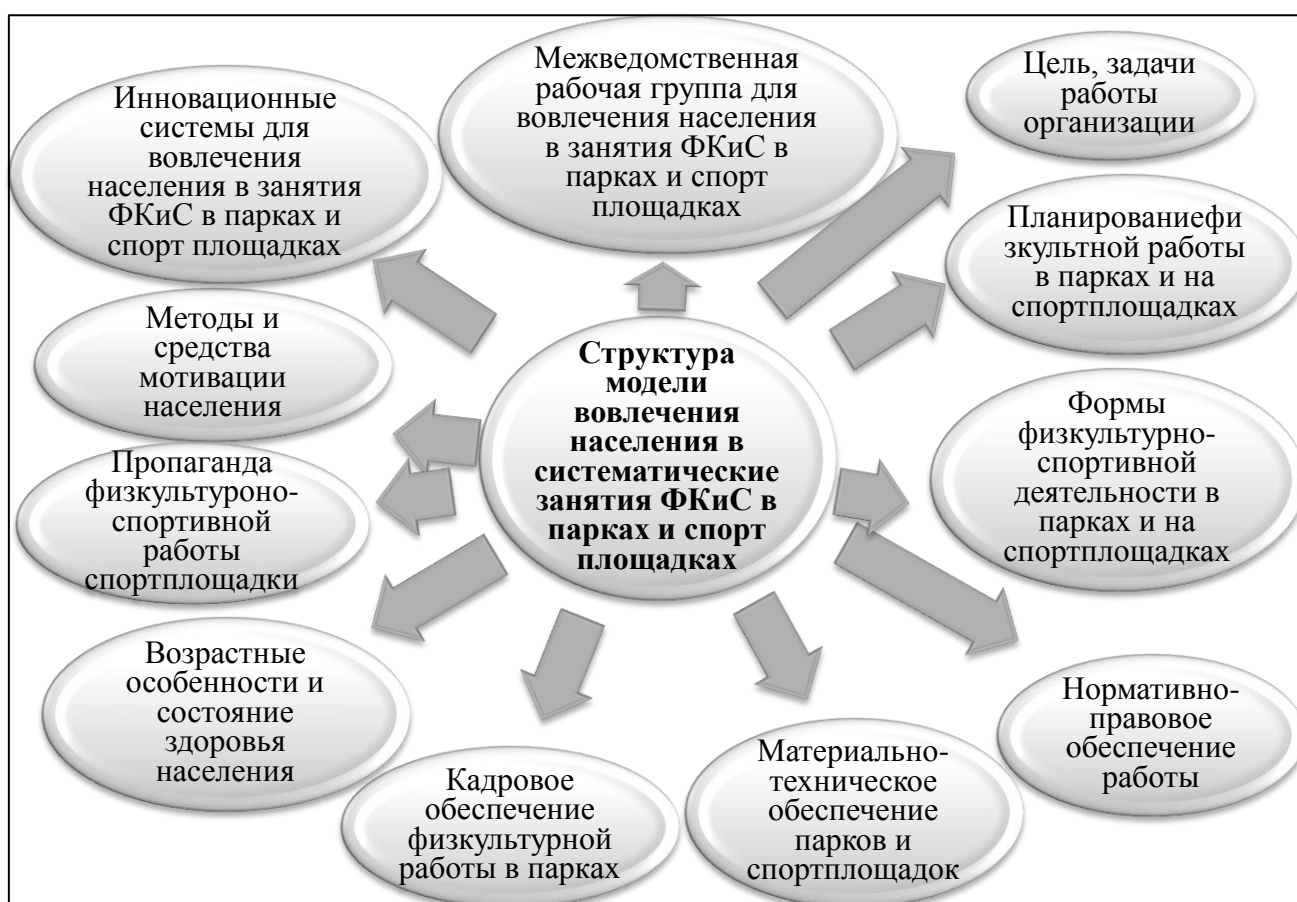 Инновационные
системы для
вовлечения
населения в занятия
ФКиС в парках и
спорт площадках
Межведомственная
рабочая группа для
вовлечения населения
в занятия ФКиС в
парках и спорт
площадках
Цель, задачи
работы
организации
Планированиефи
зкультной работы
в парках и на
спортплощадках
Методы и
средства
мотивации
населения
Структура
модели
вовлечения
населения в
систематические
занятия ФКиС в
парках и спорт
площадках
Формы
физкультурно-
спортивной
деятельности в
парках и на
спортплощадках
Пропаганда
физкультуроно-
спортивной
работы
спортплощадки
Возрастные
особенности и
состояние
здоровья
населения
Кадровое
обеспечение
физкультурной
работы в парках
Материально-
техническое
обеспечение
парков и
спортплощадок
Нормативно-
правовое
обеспечение
работы